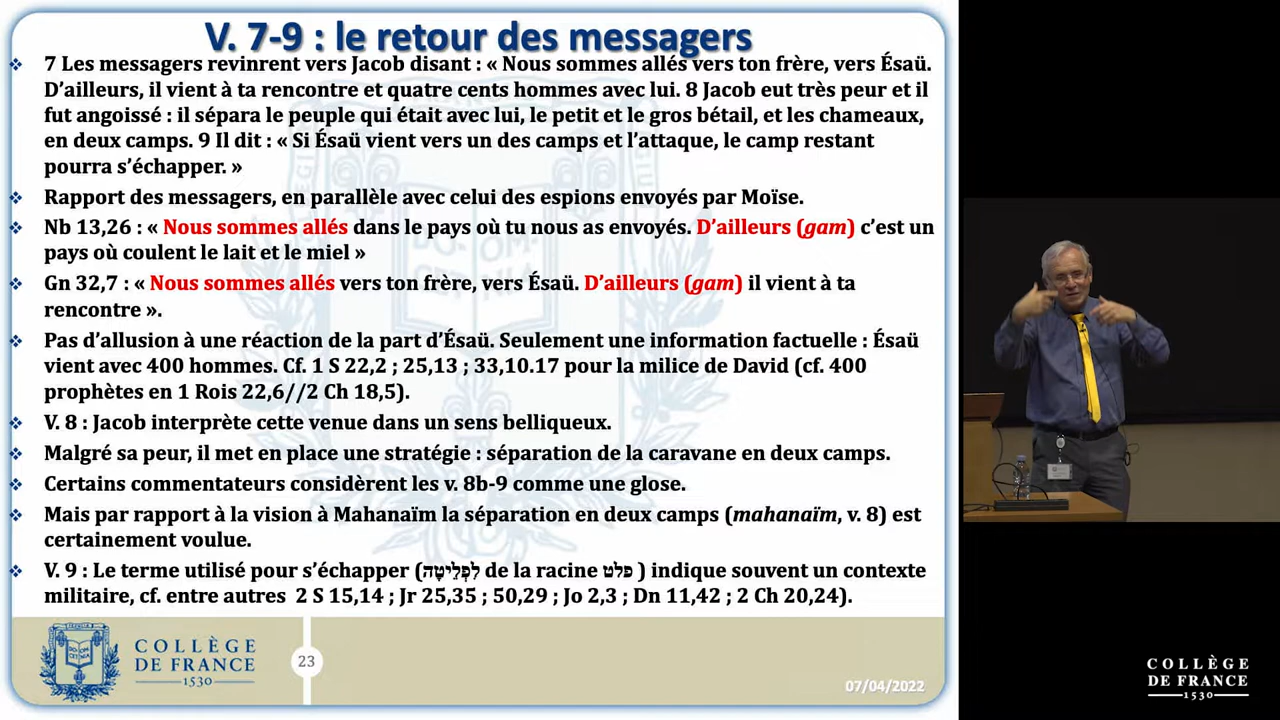 V. 7-9 : le retour des messagers
7 Les messagers revinrent vers Jacob disant : « Nous sommes allés vers ton frère, vers Ésaü.
D’ailleurs, il vient à ta rencontre et quatre cents hommes avec lui. 8 Jacob eut très peur et il
fut angoissé : il sépara le peuple qui était avec lui, le petit et le gros bétail, et les chameaux,
en deux camps. 9 Il dit : « Si Ésaü vient vers un des camps et l’attaque, le camp restant
pourra s’échapper. »
Rapport des messagers, en parallèle avec celui des espions envoyés par Moïse.
Nb 13,26 : « Nous sommes allés dans le pays où tu nous as envoyés. D’ailleurs (gam) c’est un
pays où coulent le lait et le miel »
Gn 32,7 : « Nous sommes allés vers ton frère, vers Ésaü. D’ailleurs (gam) il vient à ta
rencontre ».
Pas d’allusion à une réaction de la part d’Ésaü. Seulement une information factuelle : Ésaü
vient avec 400 hommes. Cf. 1 S 22,2 ; 25,13 ; 33,10.17 pour la milice de David (cf. 400
prophètes en 1 Rois 22,6//2 Ch 18,5).
V. 8 : Jacob interprète cette venue dans un sens belliqueux.
Malgré sa peur, il met en place une stratégie : séparation de la caravane en deux camps.
Certains commentateurs considèrent les v. 8b-9 comme une glose.
Mais par rapport à la vision à Mahanaïm la séparation en deux camps (mahanaïm, v. 8) est
certainement voulue.
V. 9 : Le terme utilisé pour s’échapper (לִפְלֵיטָה de la racine פלט ) indique souvent un contexte
militaire, cf. entre autres 2 S 15,14 ; Jr 25,35 ; 50,29 ; Jo 2,3 ; Dn 11,42 ; 2 Ch 20,24).
COLLÈGE
DE FRANCE
1530
23
07/04/2022
COLLÈGE
DE FRANCE
1530